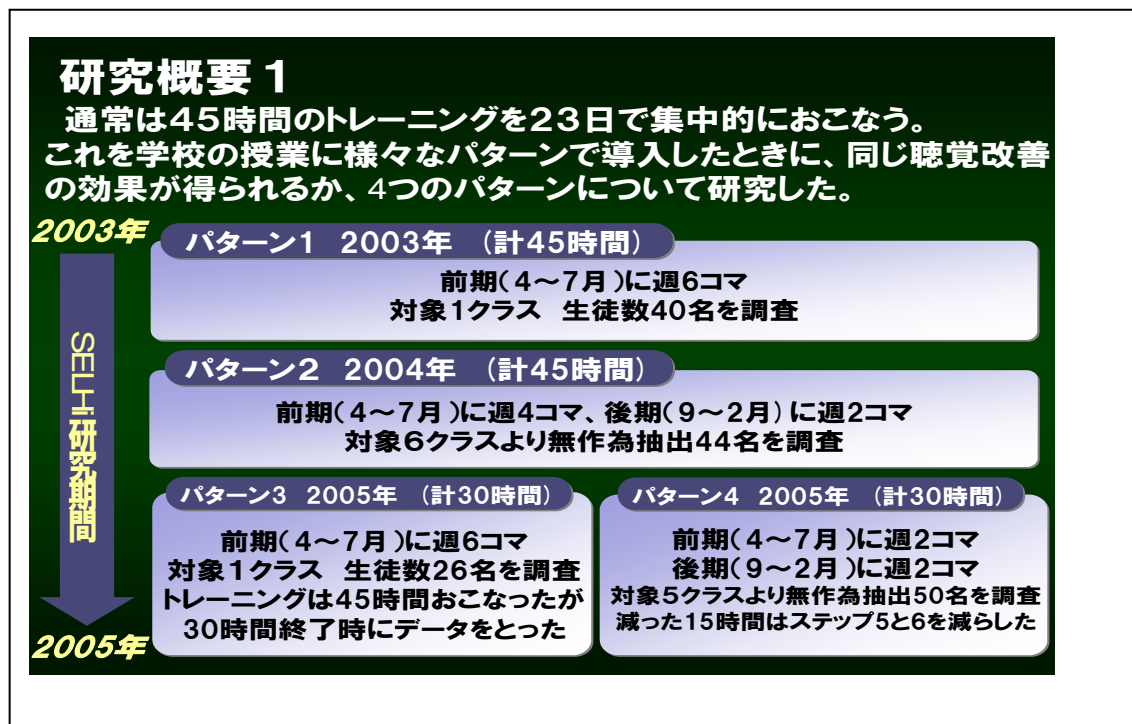 研究概要１
通常は４５時間のトレーニングを２３日で集中的におこなう。
これを学校の授業に様々なパターンで導入したときに、同じ聴覚改善
の効果が得られるか、4つのパターンについて研究した。
2003年
パターン1　2003年　（計45時間）
前期（4～7月）に週6コマ
対象1クラス　生徒数40名を調査
SELHi研究期間
パターン2　2004年　（計45時間）
前期（4～7月）に週4コマ、後期（9～2月）に週2コマ
対象6クラスより無作為抽出44名を調査
パターン3　2005年　（計30時間）
前期（4～7月）に週6コマ
対象1クラス　生徒数26名を調査
トレーニングは45時間おこなったが
30時間終了時にデータをとった
パターン4　2005年　（計30時間）
前期（4～7月）に週2コマ
後期（9～2月）に週2コマ
対象5クラスより無作為抽出50名を調査
減った15時間はステップ5と6を減らした
2005年